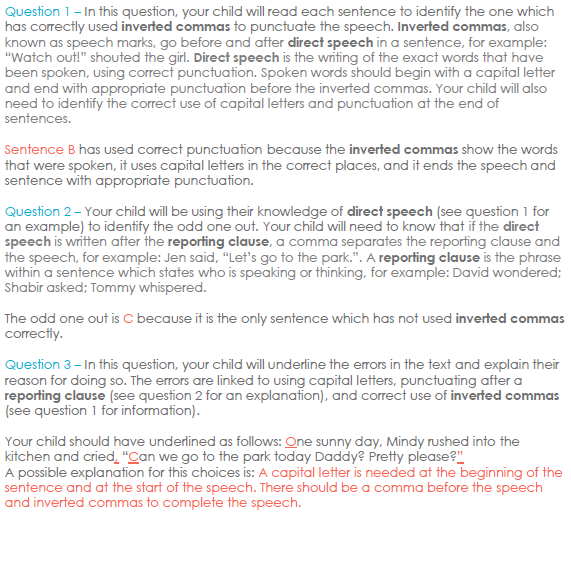 Question 1 – In this question, your child will read each sentence to identify the one which
has correctly used inverted commas to punctuate the speech. Inverted commas, also
known as speech marks, go before and after direct speech in a sentence, for example:
“Watch out!” shouted the girl. Direct speech is the writing of the exact words that have
been spoken, using correct punctuation. Spoken words should begin with a capital letter
and end with appropriate punctuation before the inverted commas. Your child will also
need to identify the correct use of capital letters and punctuation at the end of
sentences.
Sentence B has used correct punctuation because the inverted commas show the words
that were spoken, it uses capital letters in the correct places, and it ends the speech and
sentence with appropriate punctuation.
Question 2 – Your child will be using their knowledge of direct speech (see question 1 for
an example) to identify the odd one out. Your child will need to know that if the direct
speech is written after the reporting clause, a comma separates the reporting clause and
the speech, for example: Jen said, “Let’s go to the park.”. A reporting clause is the phrase
within a sentence which states who is speaking or thinking, for example: David wondered;
Shabir asked; Tommy whispered.
The odd one out is C because it is the only sentence which has not used inverted commas
correctly.
Question 3 – In this question, your child will underline the errors in the text and explain their
reason for doing so. The errors are linked to using capital letters, punctuating after a
reporting clause (see question 2 for an explanation), and correct use of inverted commas
(see question 1 for information).
Your child should have underlined as follows: One sunny day, Mindy rushed into the
kitchen and cried, “Can we go to the park today Daddy? Pretty please?”
A possible explanation for this choices is: A capital letter is needed at the beginning of the
sentence and at the start of the speech. There should be a comma before the speech
and inverted commas to complete the speech.